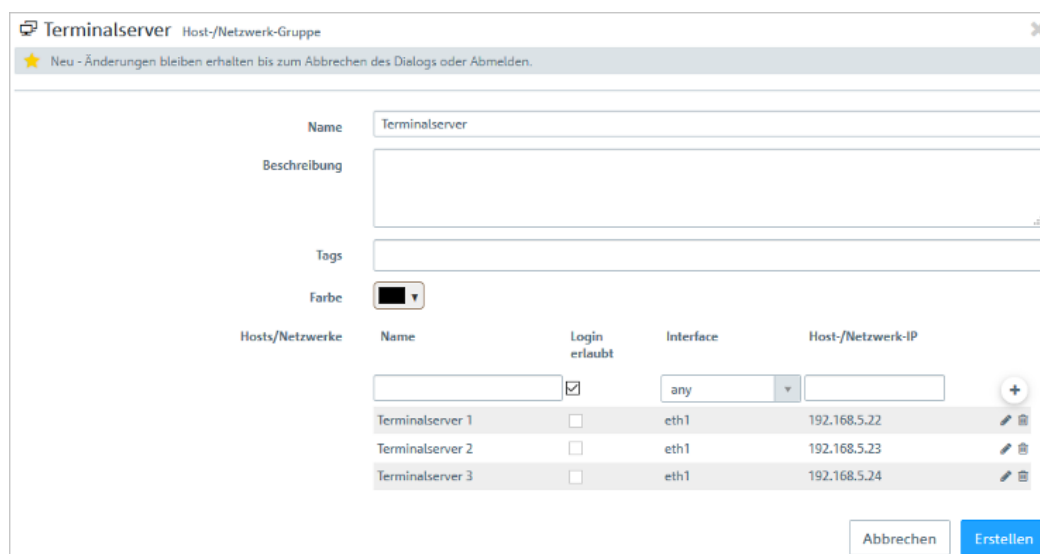 Terminalserver Host-/Netzwerk-Gruppe
Neu - Änderungen bleiben erhalten bis zum Abbrechen des Dialogs oder Abmelden.
Name Terminalserver
Beschreibung
Tags
Farbe
Hosts/Netzwerke Name Login erlaubt Interface Host-/Netzwerk-IP
any
Terminalserver 1 eth1 192.168.5.22
Terminalserver 2 eth1 192.168.5.23
Terminalserver 3 eth1 192.168.5.24
Abbrechen Erstellen